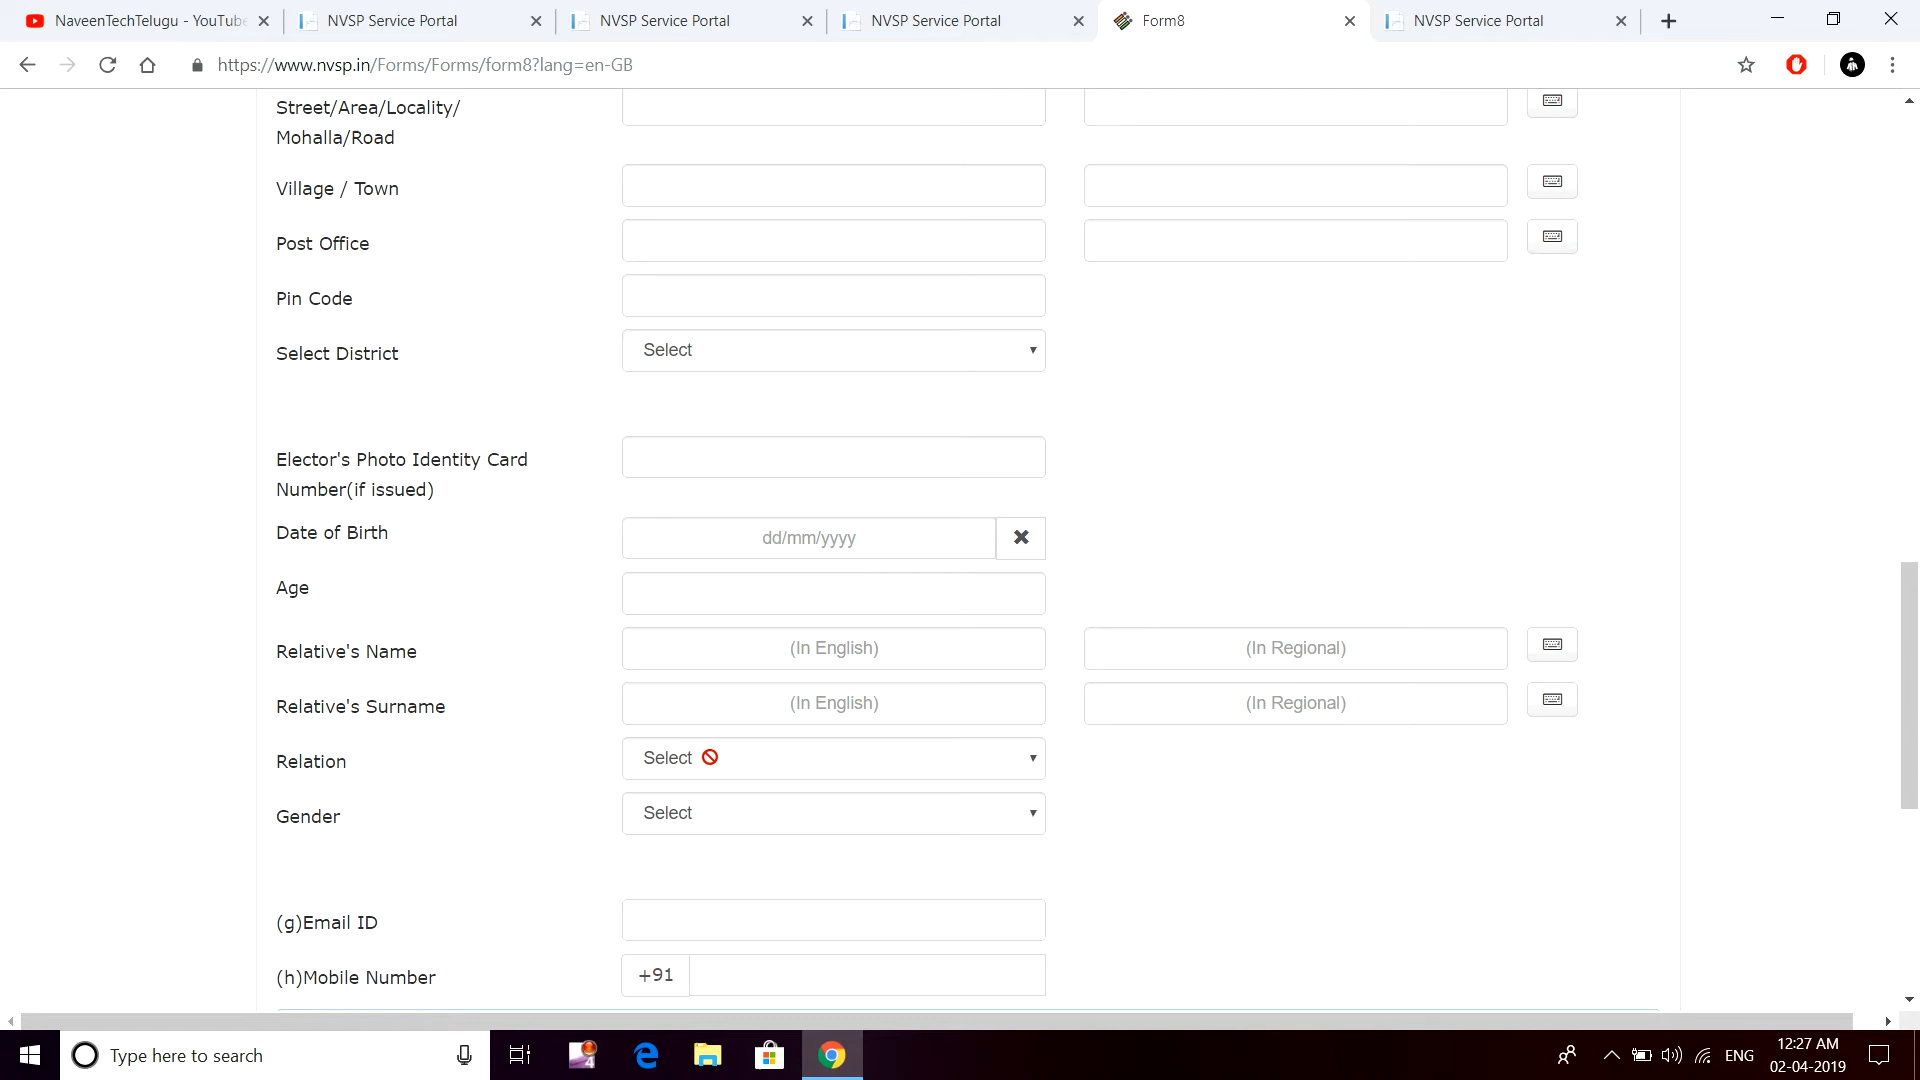 NaveenTechTelugu - YouTube
NVSP Service Portal
NVSP Service Portal
NVSP Service Portal
Form8
NVSP Service Portal
https://www.nvsp.in/Forms/Forms/form8?lang=en-GB
Street/Area/Locality/
Mohalla/Road
Village / Town
Post Office
Pin Code
Select District
Select
Elector's Photo Identity Card
Number(if issued)
Date of Birth
dd/mm/yyyy
Age
Relative's Name
(In English)
(In Regional)
Relative's Surname
(In English)
(In Regional)
Relation
Select
Gender
Select
(g)Email ID
(h)Mobile Number
+91
Type here to search
4
ENG
12:27 AM
02-04-2019